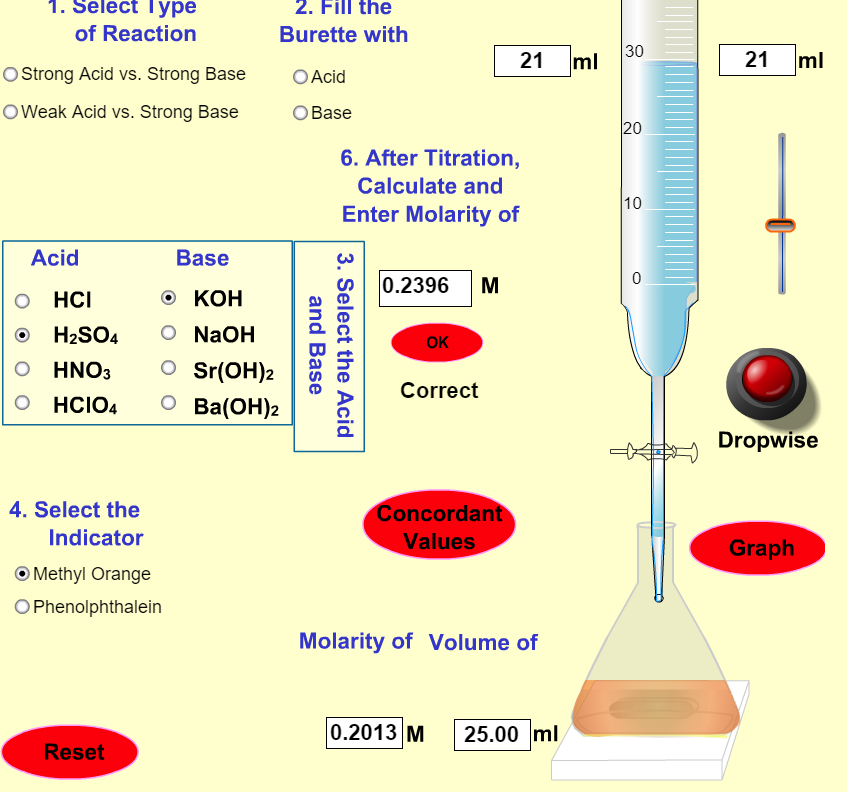 1. Select Type
of Reaction
2. Fill the
Burette with
Strong Acid vs. Strong Base
Weak Acid vs. Strong Base
Acid
Base
21 ml
30
20
10
0
21 ml
6. After Titration,
Calculate and
Enter Molarity of
Acid
Base
HCl
H₂SO₄
HNO₃
HClO₄
KOH
NaOH
Sr(OH)₂
Ba(OH)₂
3. Select the Acid
and Base
0.2396 M
OK
Correct
Dropwise
4. Select the
Indicator
Methyl Orange
Phenolphthalein
Concordant
Values
Graph
Molarity of Volume of
0.2013 M 25.00 ml
Reset